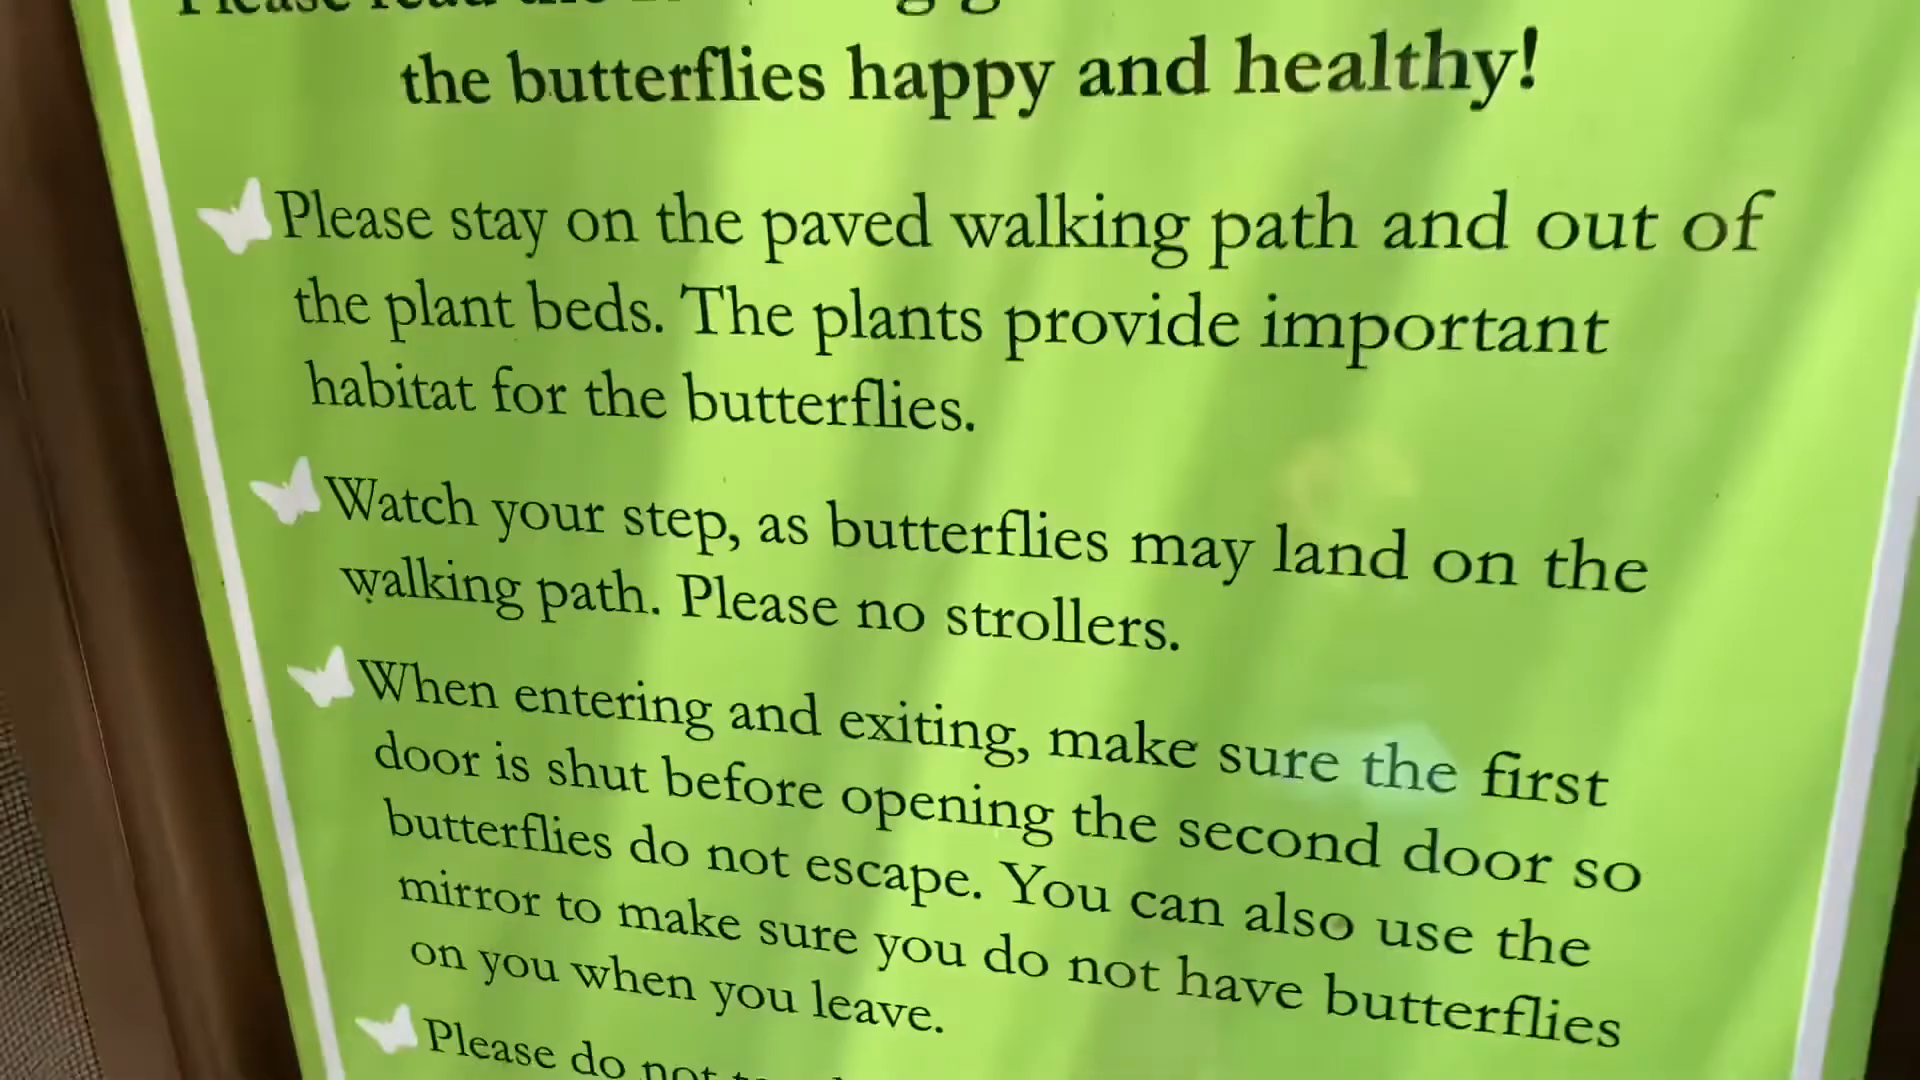 Please read the
the butterflies happy and healthy!
Please stay on the paved walking path and out of
the plant beds. The plants provide important
habitat for the butterflies.
Watch your step, as butterflies may land on the
walking path. Please no strollers.
When entering and exiting, make sure the first
door is shut before opening the second door so
butterflies do not escape. You can also use the
mirror to make sure you do not have butterflies
on you when you leave.
Please do not